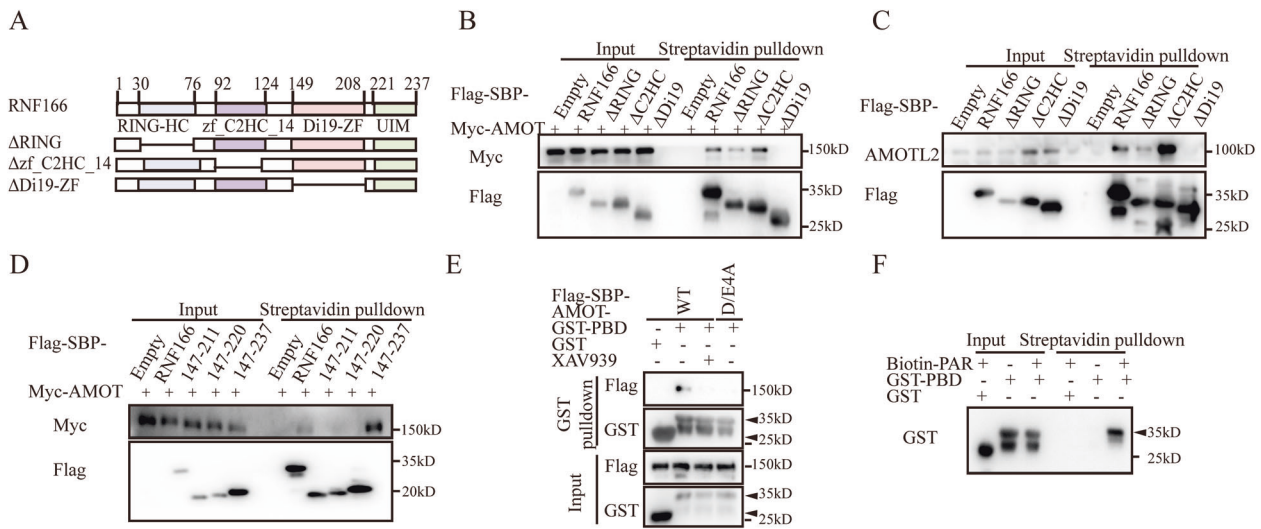 A
1 30 76 92 124 149 208 221 237
RNF166
RING-HC zf_C2HC_14 Di19-ZF UIM
ΔRING
Δzf_C2HC_14
ΔDi19-ZF
B
Input Streptavidin pulldown
Flag-SBP- Empty RNF166 ΔRING ΔC2HC ΔDi19 Empty RNF166 ΔRING ΔC2HC ΔDi19
Myc-AMOT + + + + + + + + + +
Myc 150kD
Flag 35kD
25kD
C
Input Streptavidin pulldown
Flag-SBP- Empty RNF166 ΔRING ΔC2HC ΔDi19 Empty RNF166 ΔRING ΔC2HC ΔDi19
AMOTL2 100kD
Flag 35kD
25kD
D
Input Streptavidin pulldown
Flag-SBP- Empty RNF166 147-211 147-220 147-237 Empty RNF166 147-211 147-220 147-237
Myc-AMOT + + + + + + + + + +
Myc 150kD
Flag 35kD
20kD
E
Flag-SBP-
AMOT- WT D/E4A
GST-PBD - + + +
GST + - - -
XAV939 - - + -
GST pulldown
Flag 150kD
GST 35kD
25kD
Input
Flag 150kD
GST 35kD
25kD
F
Input Streptavidin pulldown
Biotin-PAR + - + + - +
GST-PBD - + + - + +
GST + - - + - -
GST 35kD
25kD